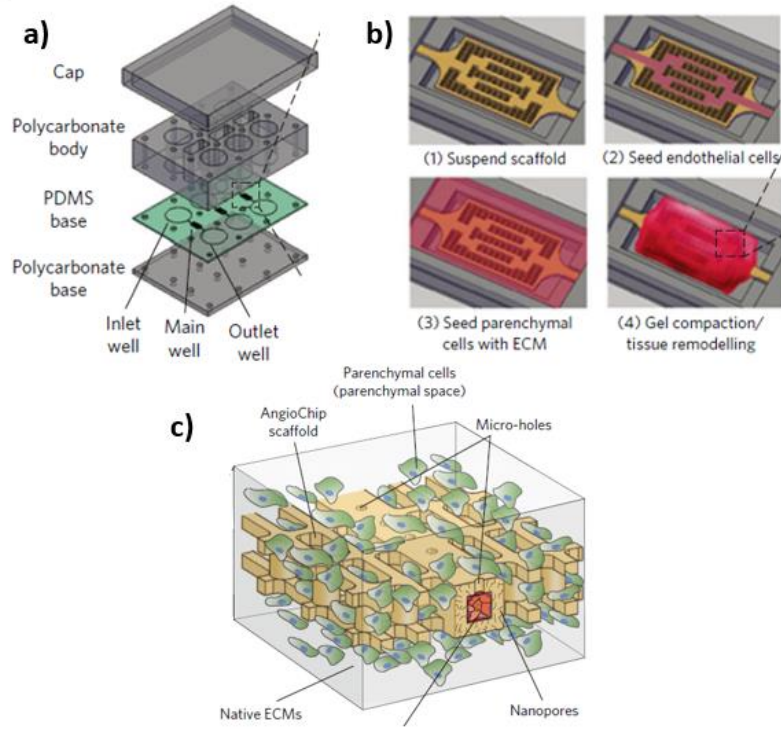 a)
Cap
Polycarbonate
body
PDMS
base
Polycarbonate
base
Inlet
well
Main
well
Outlet
well
b)
(1) Suspend scaffold
(2) Seed endothelial cells
(3) Seed parenchymal
cells with ECM
(4) Gel compaction/
tissue remodelling
c)
Parenchymal cells
(parenchymal space)
AngioChip
scaffold
Micro-holes
Native ECMs
Nanopores